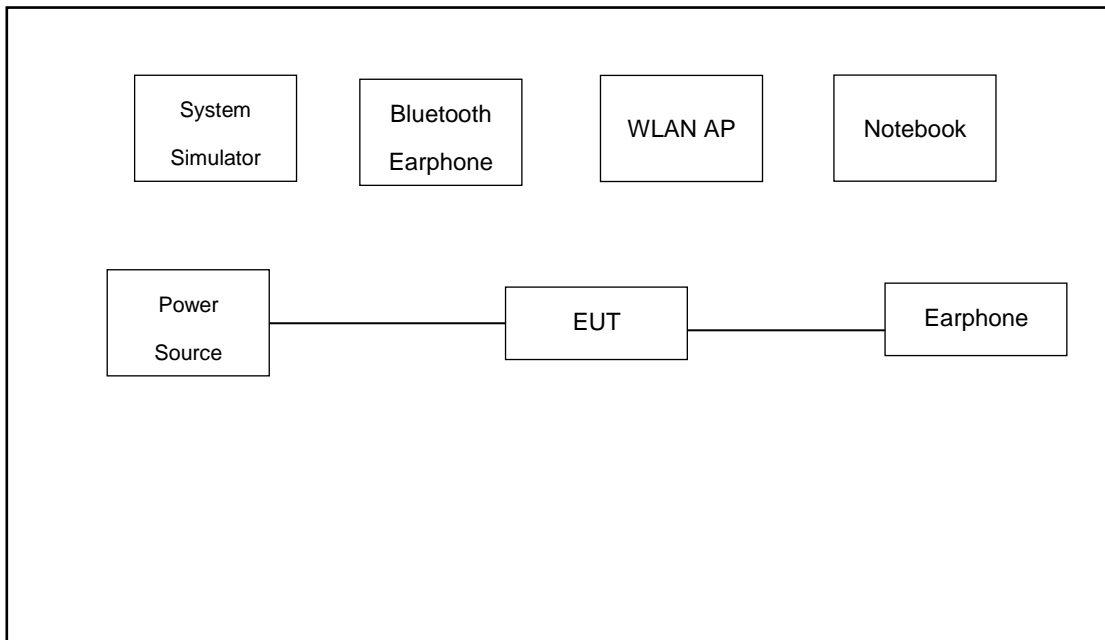 System
Simulator
Bluetooth
Earphone
WLAN AP
Notebook
Power
Source
EUT
Earphone